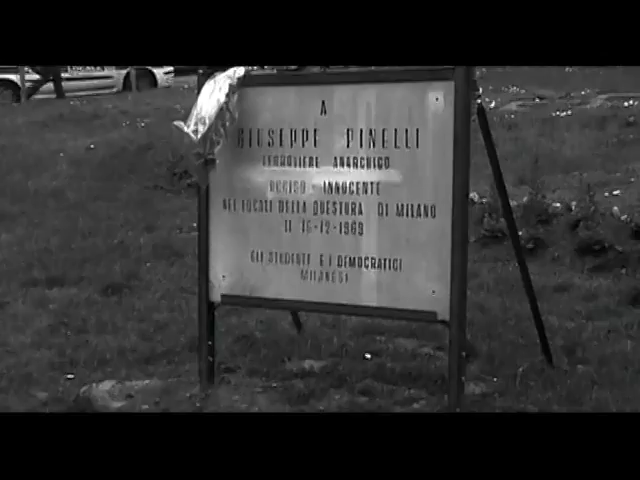 A
GIUSEPPE PINELLI
FERROVIERE ANARCHICO
UCCISO INNOCENTE
NEI LOCALI DELLA QUESTURA DI MILANO
IL 16-12-1969
GLI STUDENTI E I DEMOCRATICI
MILANESI